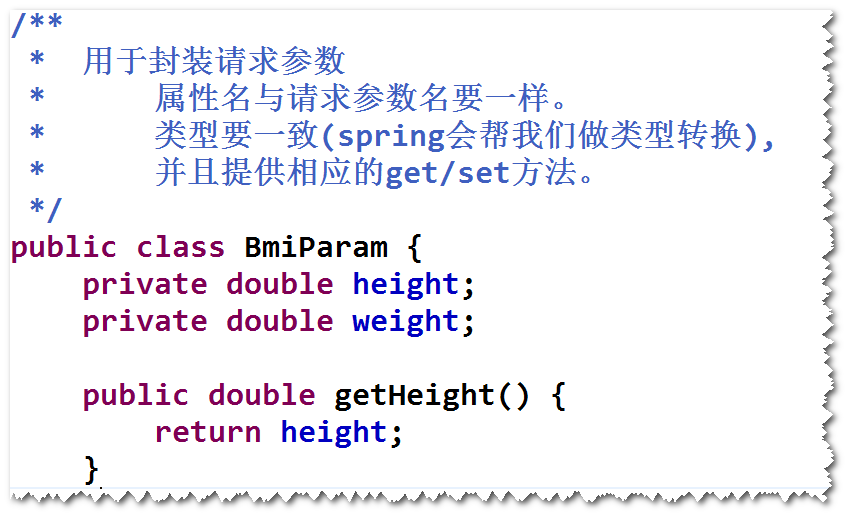 /**
 *  用于封装请求参数
 *      属性名与请求参数名要一样。
 *      类型要一致(spring会帮我们做类型转换),
 *      并且提供相应的get/set方法。
 */
public class BmiParam {
    private double height;
    private double weight;

    public double getHeight() {
        return height;
    }